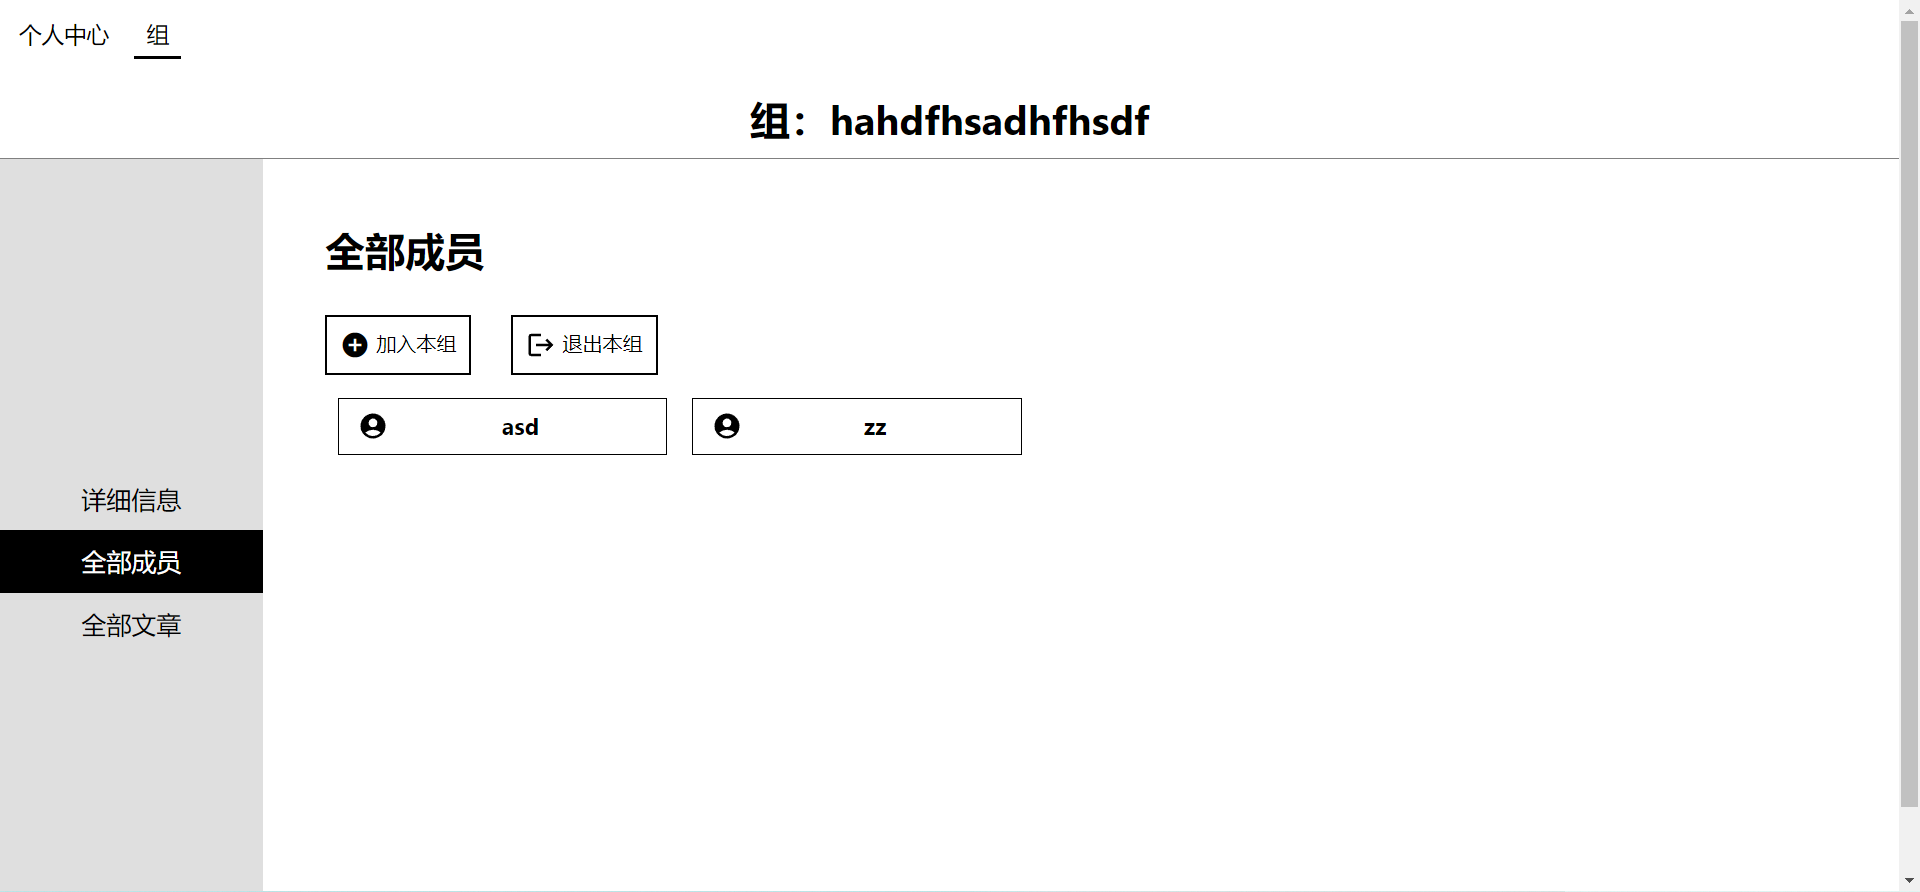 个人中心 组
组：hahdfhsadhfhsdf
全部成员
加入本组 退出本组
asd zz
详细信息
全部成员
全部文章